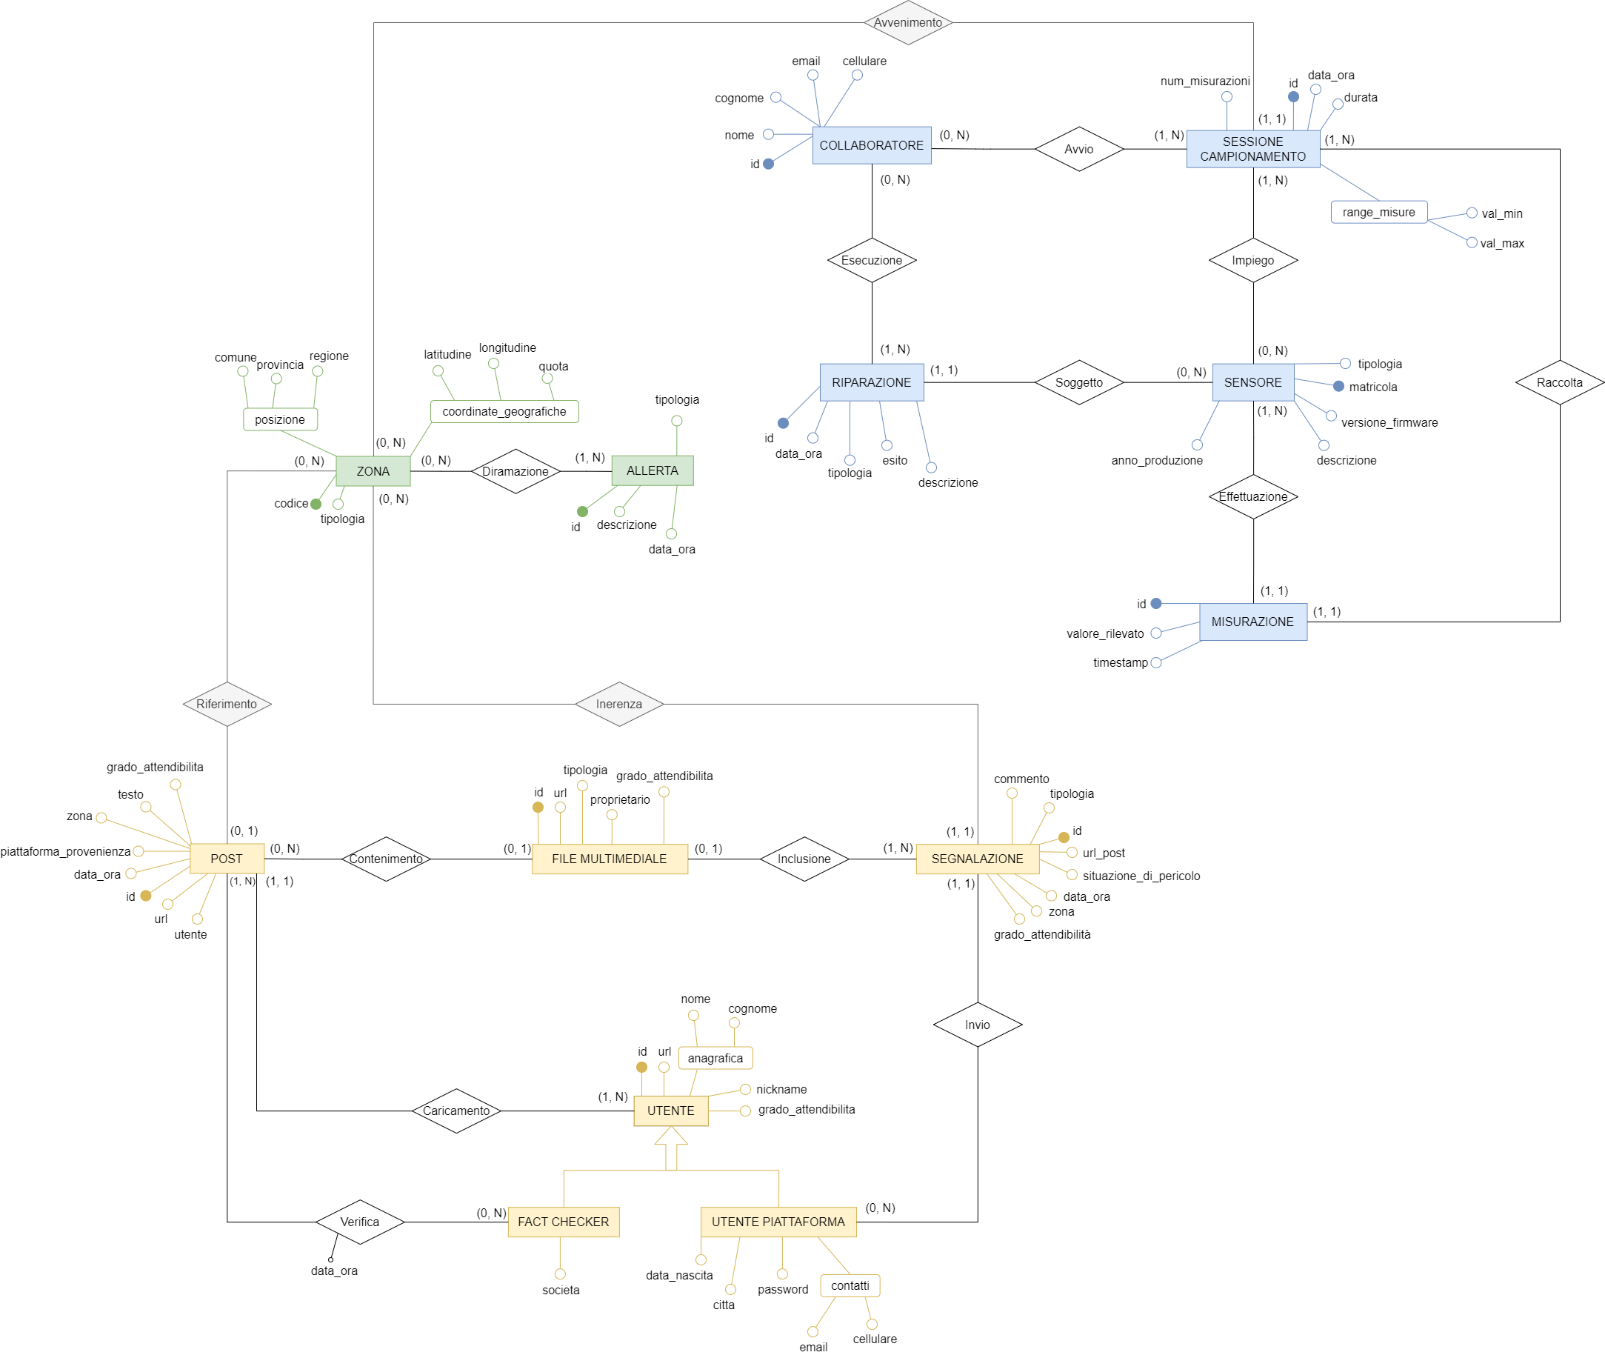 Avvenimento
email
cellulare
cognome
nome
id
COLLABORATORE
(0, N)
(0, N)
Avvio
num_misurazioni
id
data_ora
durata
(1, 1)
(1, N)
SESSIONE
CAMPIONAMENTO
(1, N)
(1, N)
range_misure
val_min
val_max
Esecuzione
Impiego
(1, N)
(0, N)
RIPARAZIONE
(1, 1)
Soggetto
(0, N)
SENSORE
(1, N)
tipologia
matricola
versione_firmware
descrizione
anno_produzione
Raccolta
id
data_ora
tipologia
esito
descrizione
comune
provincia
regione
posizione
latitudine
longitudine
quota
coordinate_geografiche
(0, N)
(0, N)
ZONA
(0, N)
(0, N)
codice
tipologia
Diramazione
(1, N)
ALLERTA
tipologia
id
descrizione
data_ora
Effettuazione
(1, 1)
id
MISURAZIONE
(1, 1)
valore_rilevato
timestamp
Riferimento
Inerenza
grado_attendibilita
testo
zona
piattaforma_provenienza
data_ora
id
url
utente
(0, 1)
POST
(0, N)
(1, N)
(1, 1)
Contenimento
(0, 1)
id
url
tipologia
proprietario
grado_attendibilita
FILE MULTIMEDIALE
(0, 1)
Inclusione
(1, N)
(1, 1)
SEGNALAZIONE
(1, 1)
commento
tipologia
id
url_post
situazione_di_pericolo
data_ora
zona
grado_attendibilità
nome
cognome
anagrafica
id
url
nickname
grado_attendibilita
(1, N)
UTENTE
Caricamento
Invio
Verifica
data_ora
(0, N)
FACT CHECKER
societa
UTENTE PIATTAFORMA
(0, N)
data_nascita
citta
password
contatti
email
cellulare